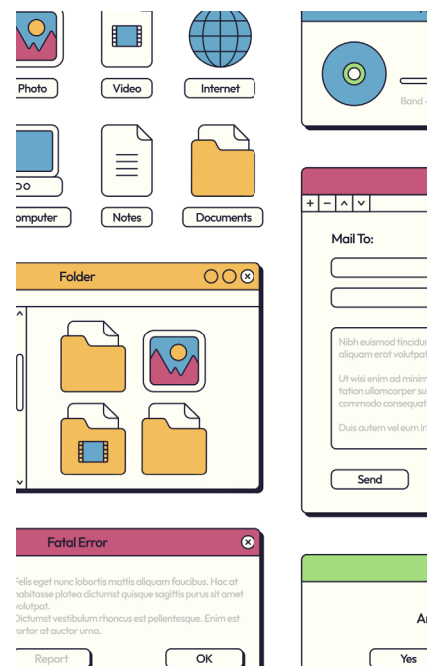 Photo
Video
Internet
omputer
Notes
Documents
Folder
Fatal Error
Felis eget nunc lobortis mattis aliquam faucibus. Hac at
habitasse platea dictumst quisque sagittis purus sit amet
volutpat.
Dictumst vestibulum rhoncus est pellentesque. Enim est
tortor at auctor urna.
Report
OK
Band -
Mail To:
Nibh euismod tincidun
aliquam erat volutpat
Ut wisi enim ad minim
tation ullamcorper su
commodo consequat
Duis autem vel eum iri
Send
Yes